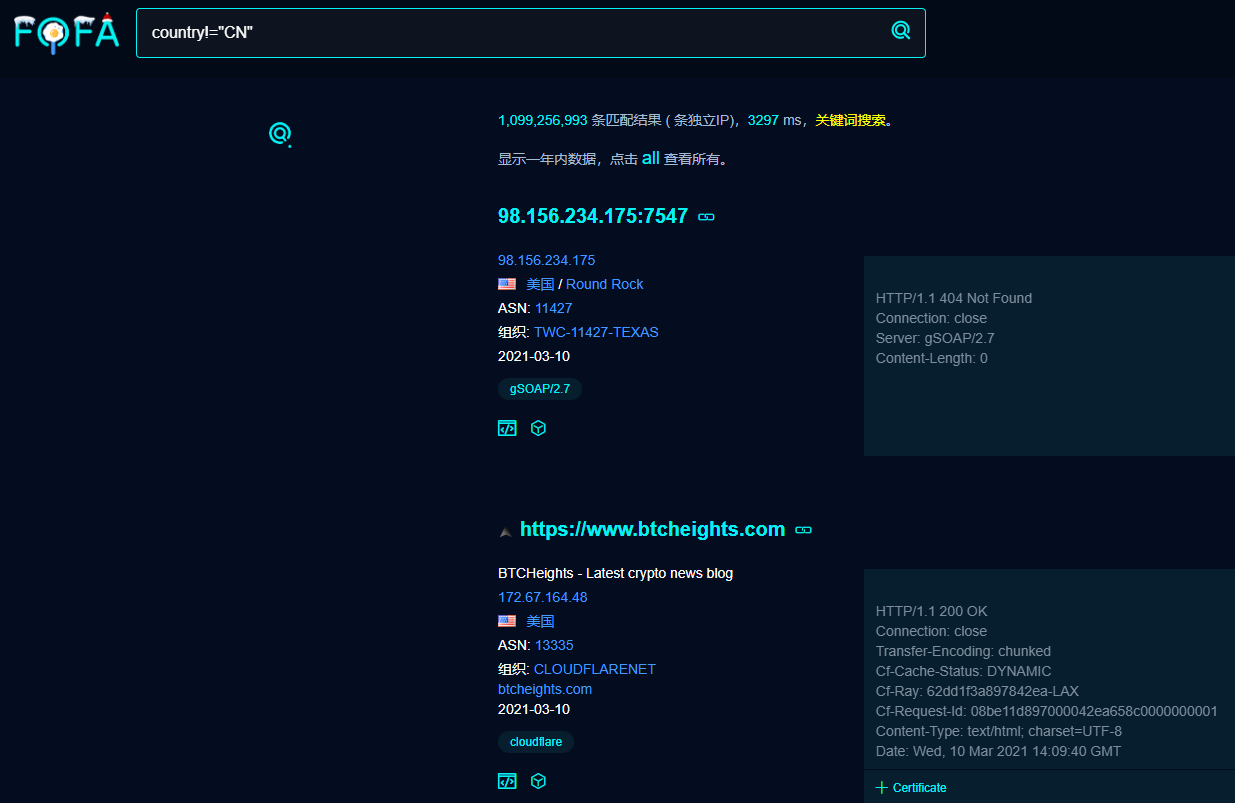 FOFA
country!="CN"
1,099,256,993 条匹配结果 ( 条独立IP)，3297 ms，关键词搜索。
显示一年内数据，点击 all 查看所有。
98.156.234.175:7547
98.156.234.175
美国 / Round Rock
ASN: 11427
组织: TWC-11427-TEXAS
2021-03-10
gSOAP/2.7
HTTP/1.1 404 Not Found
Connection: close
Server: gSOAP/2.7
Content-Length: 0
https://www.btcheights.com
BTCHeights - Latest crypto news blog
172.67.164.48
美国
ASN: 13335
组织: CLOUDFLARENET
btcheights.com
2021-03-10
cloudflare
HTTP/1.1 200 OK
Connection: close
Transfer-Encoding: chunked
Cf-Cache-Status: DYNAMIC
Cf-Ray: 62dd1f3a897842ea-LAX
Cf-Request-Id: 08be11d897000042ea658c0000000001
Content-Type: text/html; charset=UTF-8
Date: Wed, 10 Mar 2021 14:09:40 GMT
Certificate